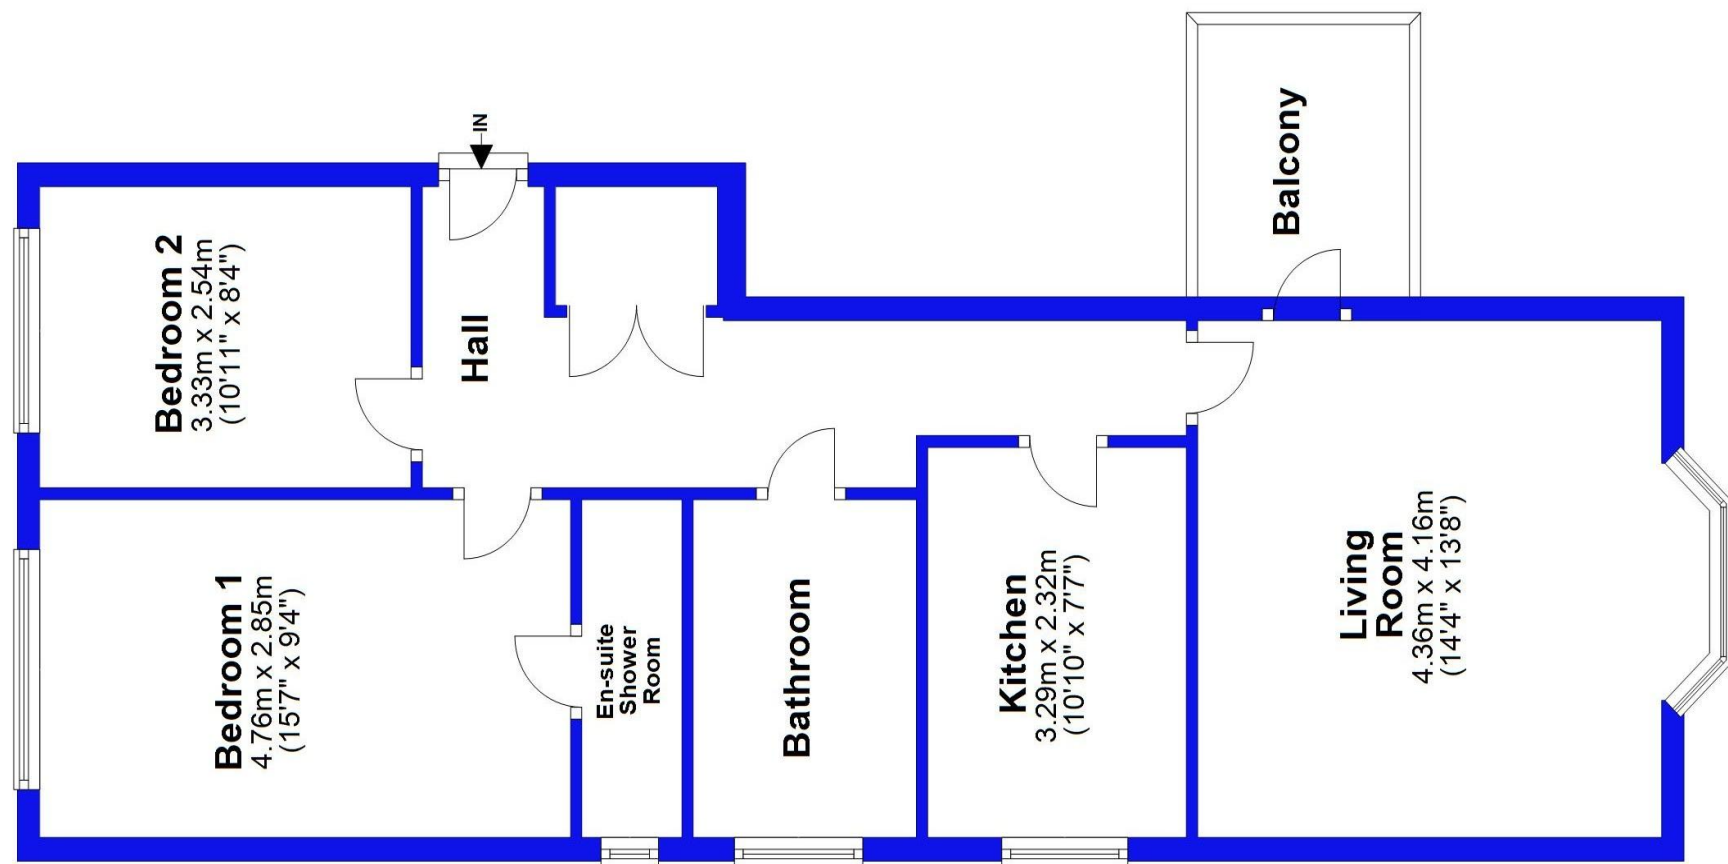 Bedroom 2
3.33m x 2.54m
(10'11" x 8'4")
Bedroom 1
4.76m x 2.85m
(15'7" x 9'4")
IN
Hall
En-suite
Shower
Room
Bathroom
Kitchen
3.29m x 2.32m
(10'10" x 7'7")
Balcony
Living
Room
4.36m x 4.16m
(14'4" x 13'8")